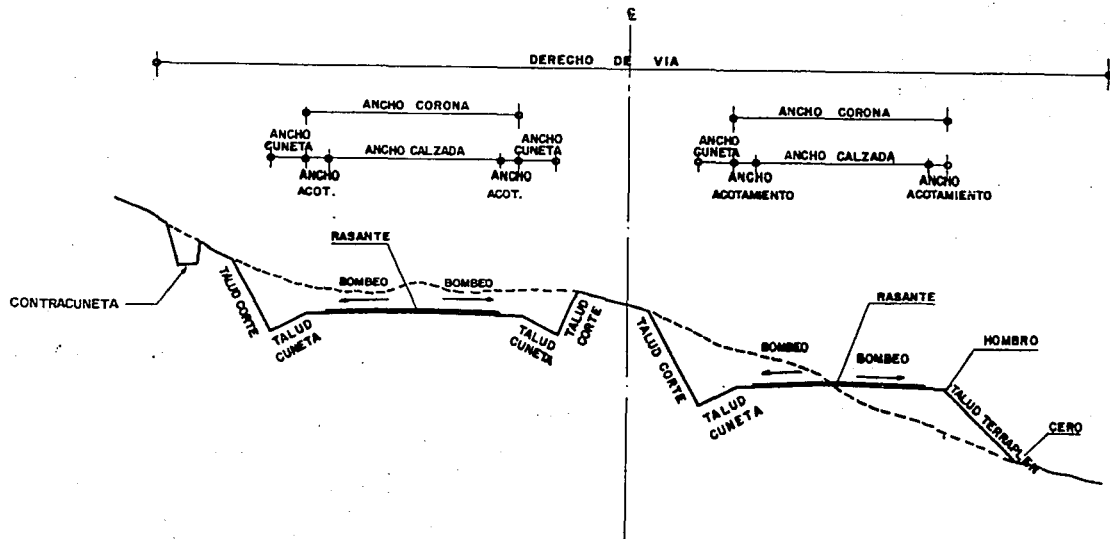 ℄
DERECHO DE VIA
ANCHO CORONA
ANCHO CORONA
ANCHO
CUNETA
ANCHO CALZADA
ANCHO
CUNETA
ANCHO
ACOT.
ANCHO
ACOT.
ANCHO
CUNETA
ANCHO CALZADA
ANCHO
ACOTAMIENTO
ANCHO
ACOTAMIENTO
RASANTE
BOMBEO
BOMBEO
CONTRACUNETA
TALUD CORTE
TALUD
CUNETA
TALUD
CUNETA
TALUD
CORTE
RASANTE
BOMBEO
BOMBEO
HOMBRO
TALUD CORTE
TALUD
CUNETA
TALUD TERRAPLEN
CERO